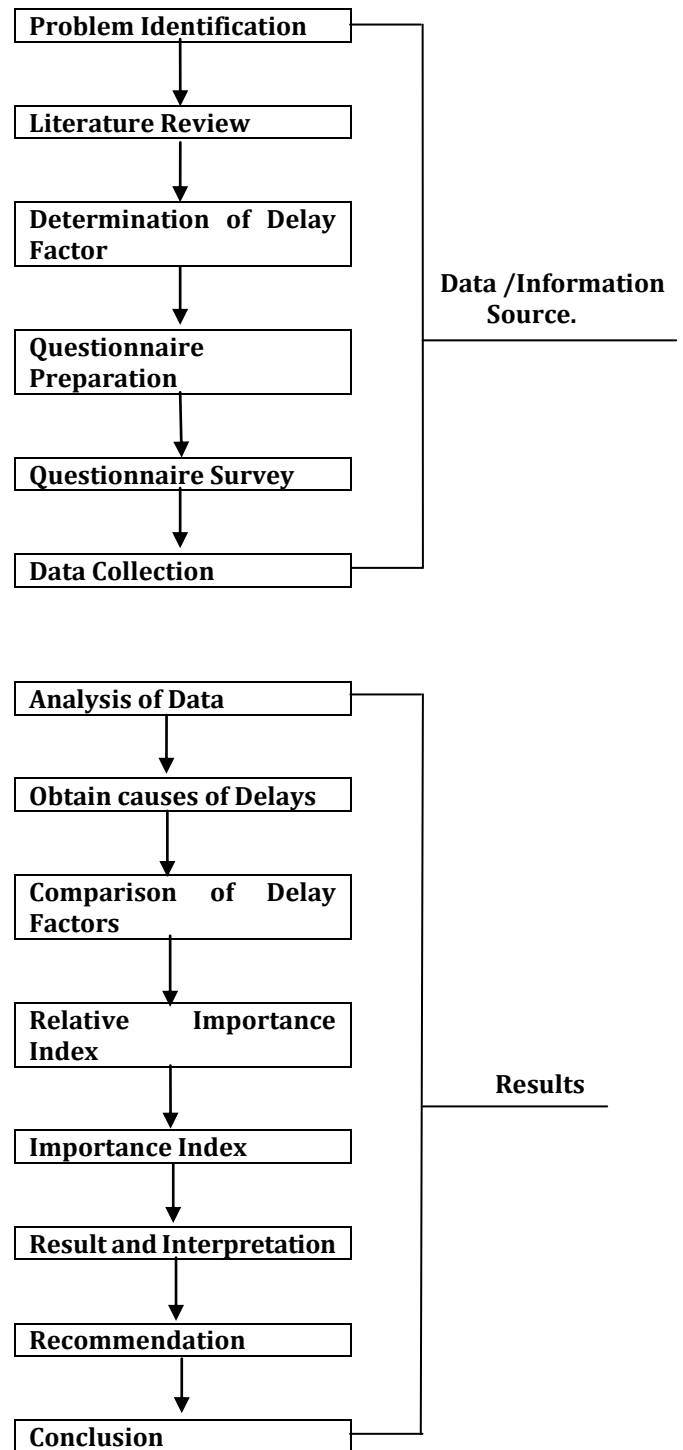 Problem Identification
Literature Review
Determination of Delay
Factor
Data /Information
Source.
Questionnaire
Preparation
Questionnaire Survey
Data Collection
Analysis of Data
Obtain causes of Delays
Comparison of Delay
Factors
Relative Importance
Index
Results
Importance Index
Result and Interpretation
Recommendation
Conclusion